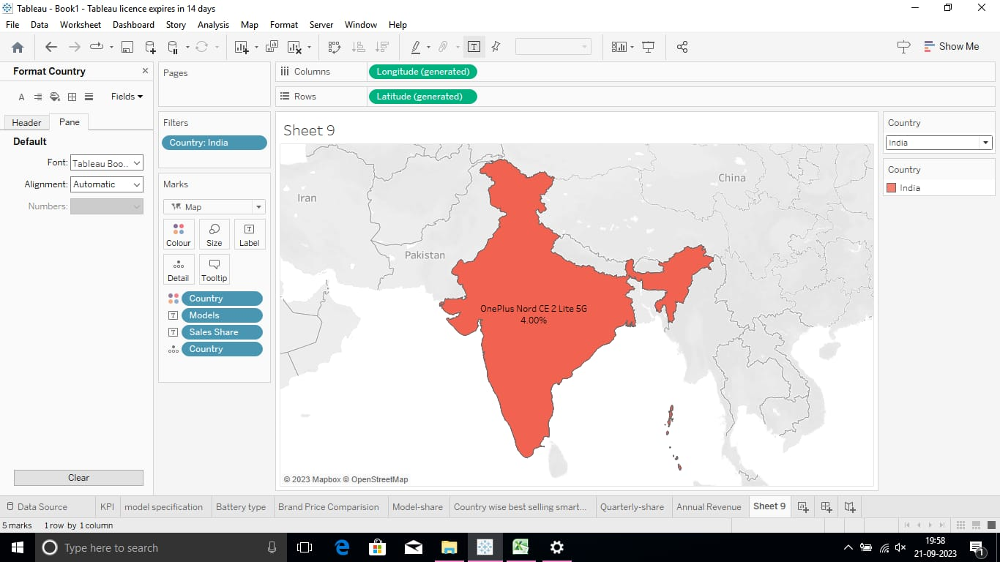 Tableau - Book1 - Tableau licence expires in 14 days
File Data Worksheet Dashboard Story Analysis Map Format Server Window Help
Show Me
Format Country
A Fields
Header Pane
Default
Font: Tableau Boo..
Alignment: Automatic
Numbers:
Clear
Pages
Filters
Country: India
Marks
Map
Colour Size Label
Detail Tooltip
Country
Models
Sales Share
Country
Columns Longitude (generated)
Rows Latitude (generated)
Sheet 9
Iran
China
Pakistan
OnePlus Nord CE 2 Lite 5G
4.00%
© 2023 Mapbox © OpenStreetMap
Country
India
Country
India
Data Source KPI model specification Battery type Brand Price Comparision Model-share Country wise best selling smart... Quarterly-share Annual Revenue Sheet 9
5 marks 1 row by 1 column
Type here to search
19:58
21-09-2023
1